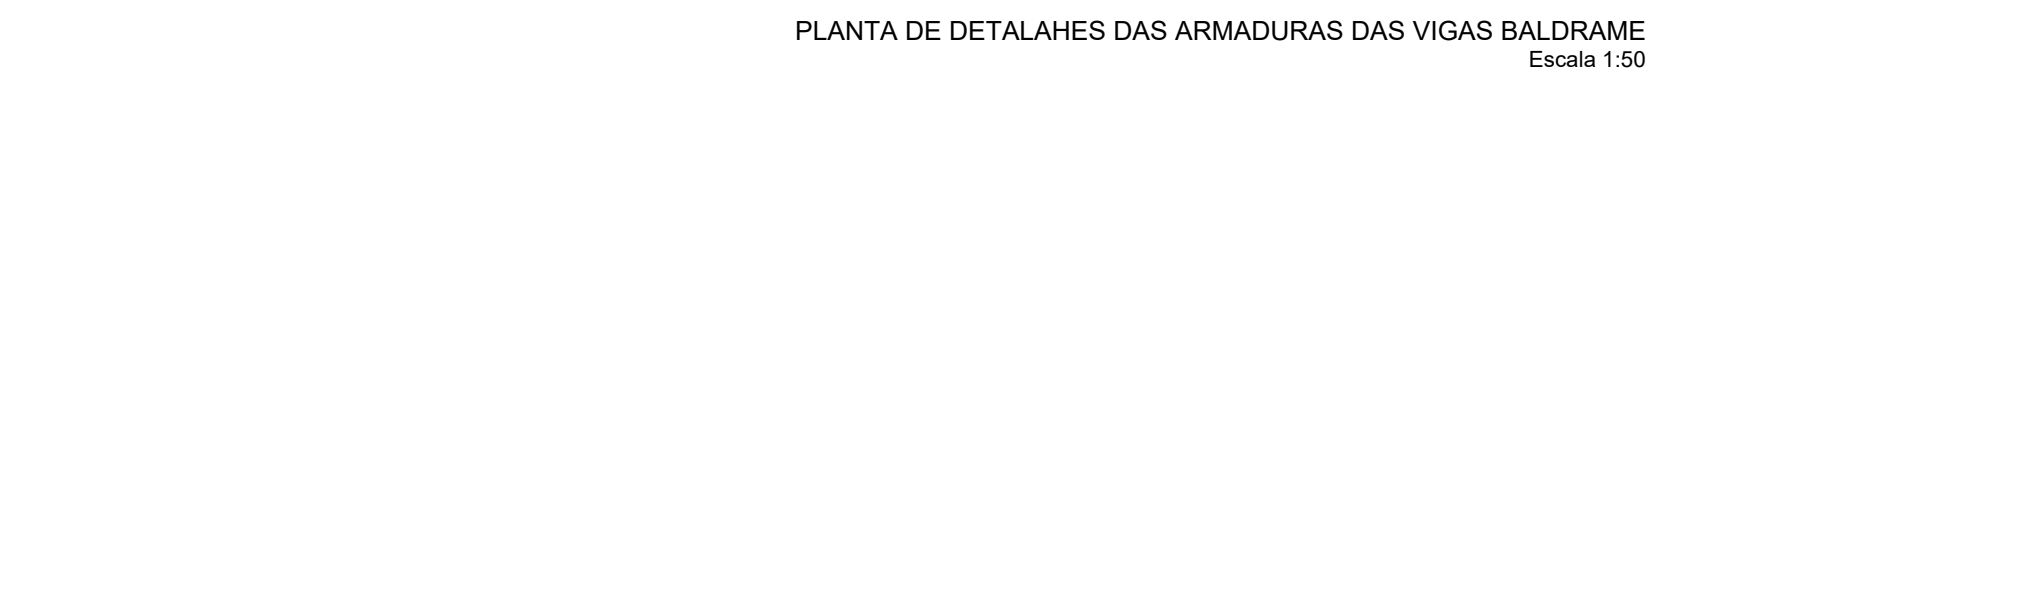 PLANTA DE DETALAHES DAS ARMADURAS DAS VIGAS BALDRAME
Escala 1:50